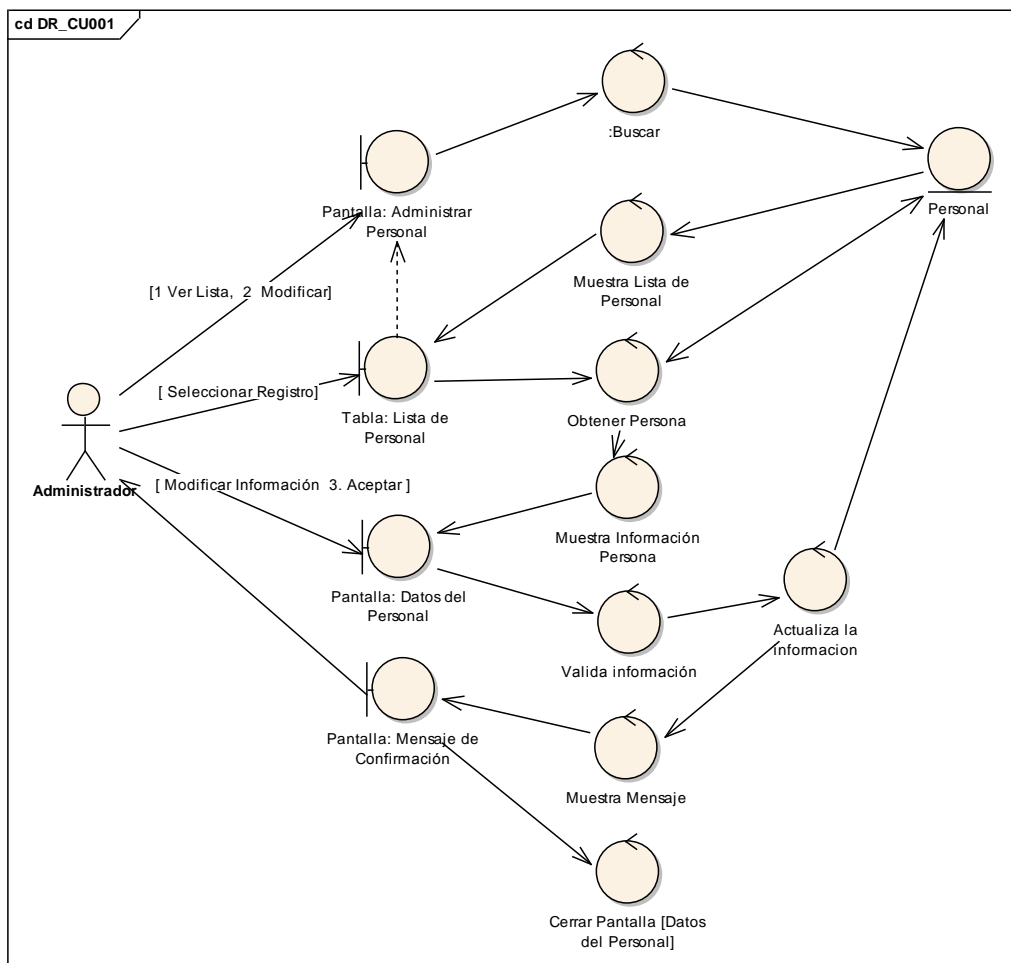 cd DR_CU001
:Buscar
Pantalla: Administrar
Personal
Personal
Muestra Lista de
Personal
[1 Ver Lista, 2 Modificar]
[ Seleccionar Registro]
Tabla: Lista de
Personal
Obtener Persona
Administrador
[ Modificar Información 3. Aceptar ]
Muestra Información
Persona
Pantalla: Datos del
Personal
Actualiza la
informacion
Valida información
Pantalla: Mensaje de
Confirmación
Muestra Mensaje
Cerrar Pantalla [Datos
del Personal]